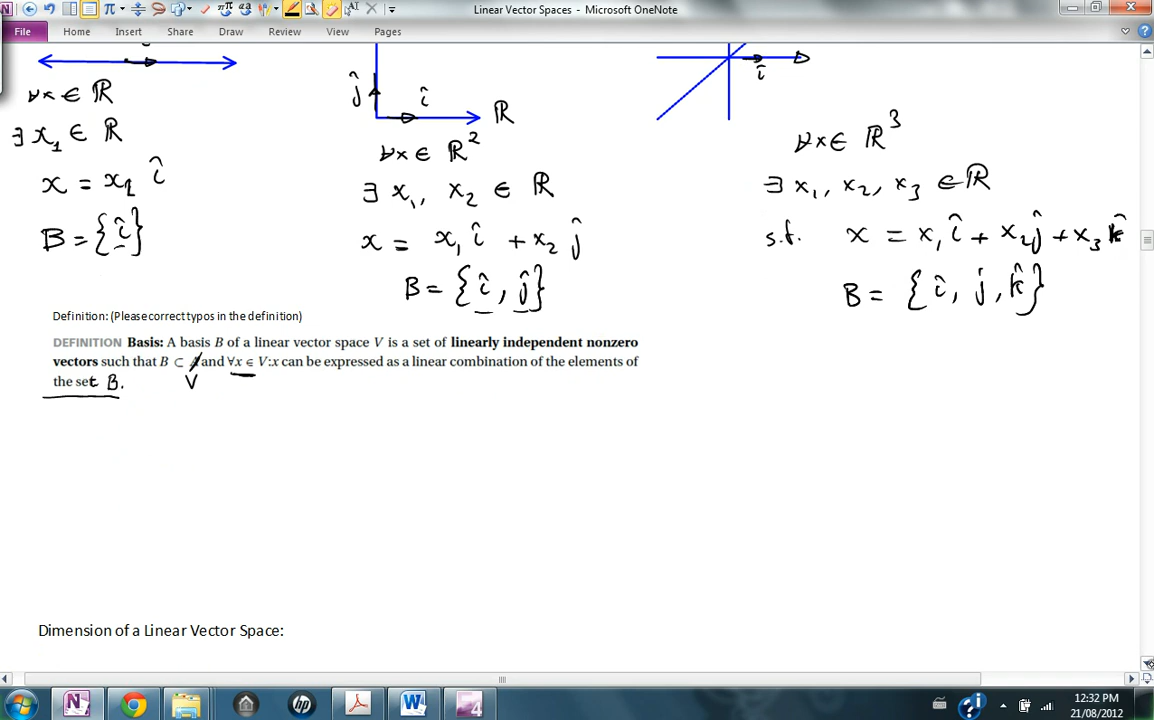 Linear Vector Spaces - Microsoft OneNote
File Home Insert Share Draw Review View Pages
∀x ∈ ℝ
∃ x₁ ∈ ℝ
x = x₁ î
B = {î}
ĵ î ℝ
∀x ∈ ℝ²
∃ x₁, x₂ ∈ ℝ
x = x₁ î + x₂ ĵ
B = {î, ĵ}
î
∀x ∈ ℝ³
∃ x₁, x₂, x₃ ∈ ℝ
s.t. x = x₁ î + x₂ ĵ + x₃ k̂
B = {î, ĵ, k̂}
Definition: (Please correct typos in the definition)
DEFINITION Basis: A basis B of a linear vector space V is a set of linearly independent nonzero
vectors such that B ⊂ V and ∀x ∈ V: x can be expressed as a linear combination of the elements of
the set B.
Dimension of a Linear Vector Space:
12:32 PM
21/08/2012